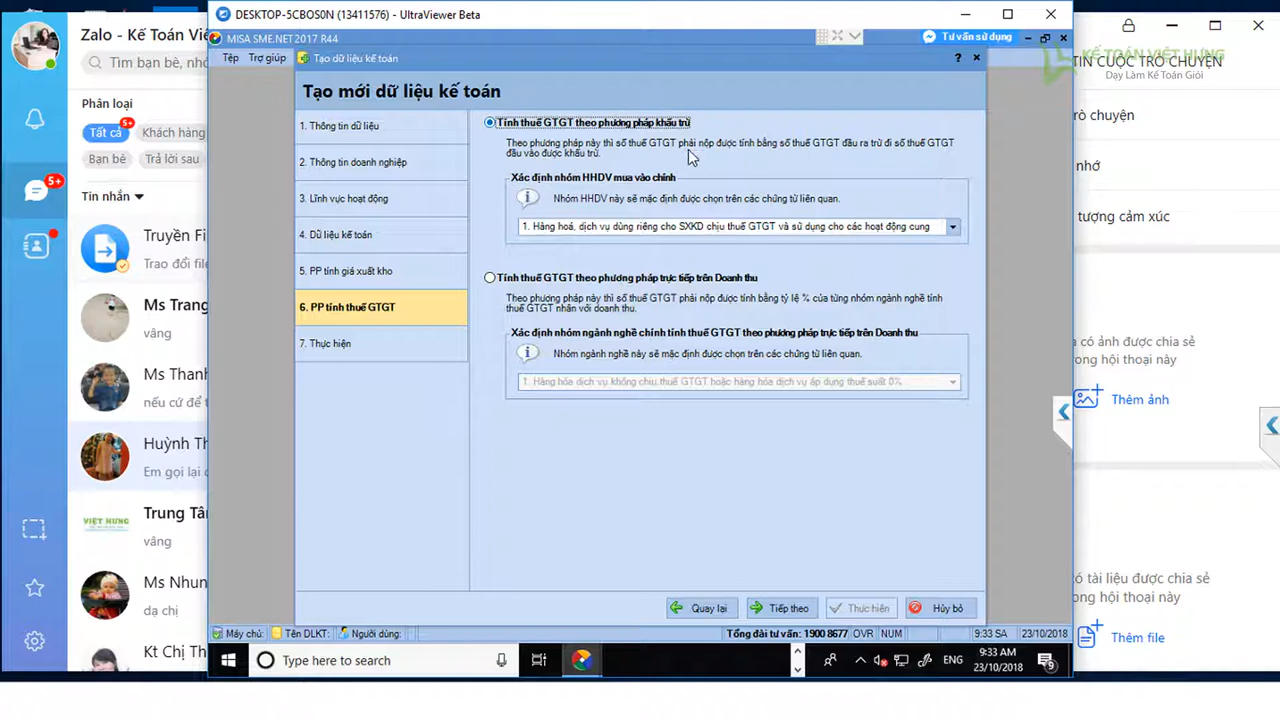 DESKTOP-5CBOS0N (13411576) - UltraViewer Beta
Zalo - Kế Toán Vi
Tìm bạn bè, nhó
Phân loại
Tất cả
5+
Khách hàng
Bạn bè
Trả lời sau
Tin nhắn
5+
Truyền Fi
Trao đổi file
Ms Trang
vâng
Ms Thanh
nếu cứ để t
Huỳnh Th
Em gọi lại c
VIỆT HƯNG
Trung Tâ
vâng
Ms Nhun
dạ chị
Kt Chị Th
MISA SME.NET 2017 R44
Tư vấn sử dụng
Tệp
Trợ giúp
Tạo dữ liệu kế toán
Tạo mới dữ liệu kế toán
1. Thông tin dữ liệu
2. Thông tin doanh nghiệp
3. Lĩnh vực hoạt động
4. Dữ liệu kế toán
5. PP tính giá xuất kho
6. PP tính thuế GTGT
7. Thực hiện
Tính thuế GTGT theo phương pháp khấu trừ
Theo phương pháp này thì số thuế GTGT phải nộp được tính bằng số thuế GTGT đầu ra trừ đi số thuế GTGT
đầu vào được khấu trừ.
Xác định nhóm HHDV mua vào chính
Nhóm HHDV này sẽ mặc định được chọn trên các chứng từ liên quan.
1. Hàng hoá, dịch vụ dùng riêng cho SXKD chịu thuế GTGT và sử dụng cho các hoạt động cung
Tính thuế GTGT theo phương pháp trực tiếp trên Doanh thu
Theo phương pháp này thì số thuế GTGT phải nộp được tính bằng tỷ lệ % của từng nhóm ngành nghề tính
thuế GTGT nhân với doanh thu.
Xác định nhóm ngành nghề chính tính thuế GTGT theo phương pháp trực tiếp trên Doanh thu
Nhóm ngành nghề này sẽ mặc định được chọn trên các chứng từ liên quan.
1. Hàng hóa dịch vụ không chịu thuế GTGT hoặc hàng hóa dịch vụ áp dụng thuế suất 0%
Quay lại
Tiếp theo
Thực hiện
Hủy bỏ
Máy chủ:
Tên DLKT:
Người dùng:
Tổng đài tư vấn: 1900 8677
OVR
NUM
9:33 SA
23/10/2018
Type here to search
ENG
9:33 AM
23/10/2018
9
KẾ TOÁN VIỆT HƯNG
Dạy Làm Kế Toán Giỏi
TIN CUỘC TRÒ CHUYỆN
rò chuyện
nhớ
tượng cảm xúc
a có ảnh được chia sẻ
rong hội thoại này
Thêm ảnh
có tài liệu được chia sẻ
rong hội thoại này
Thêm file